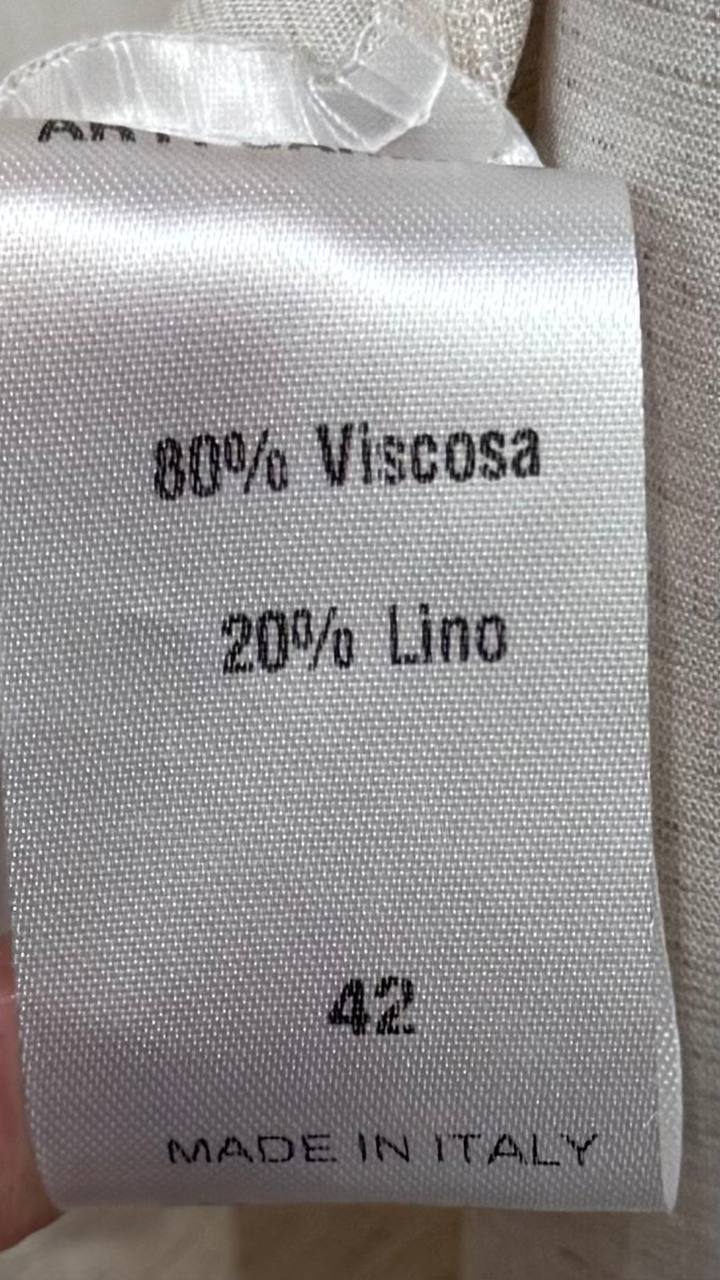 80% Viscosa
20% Lino
42
MADE IN ITALY